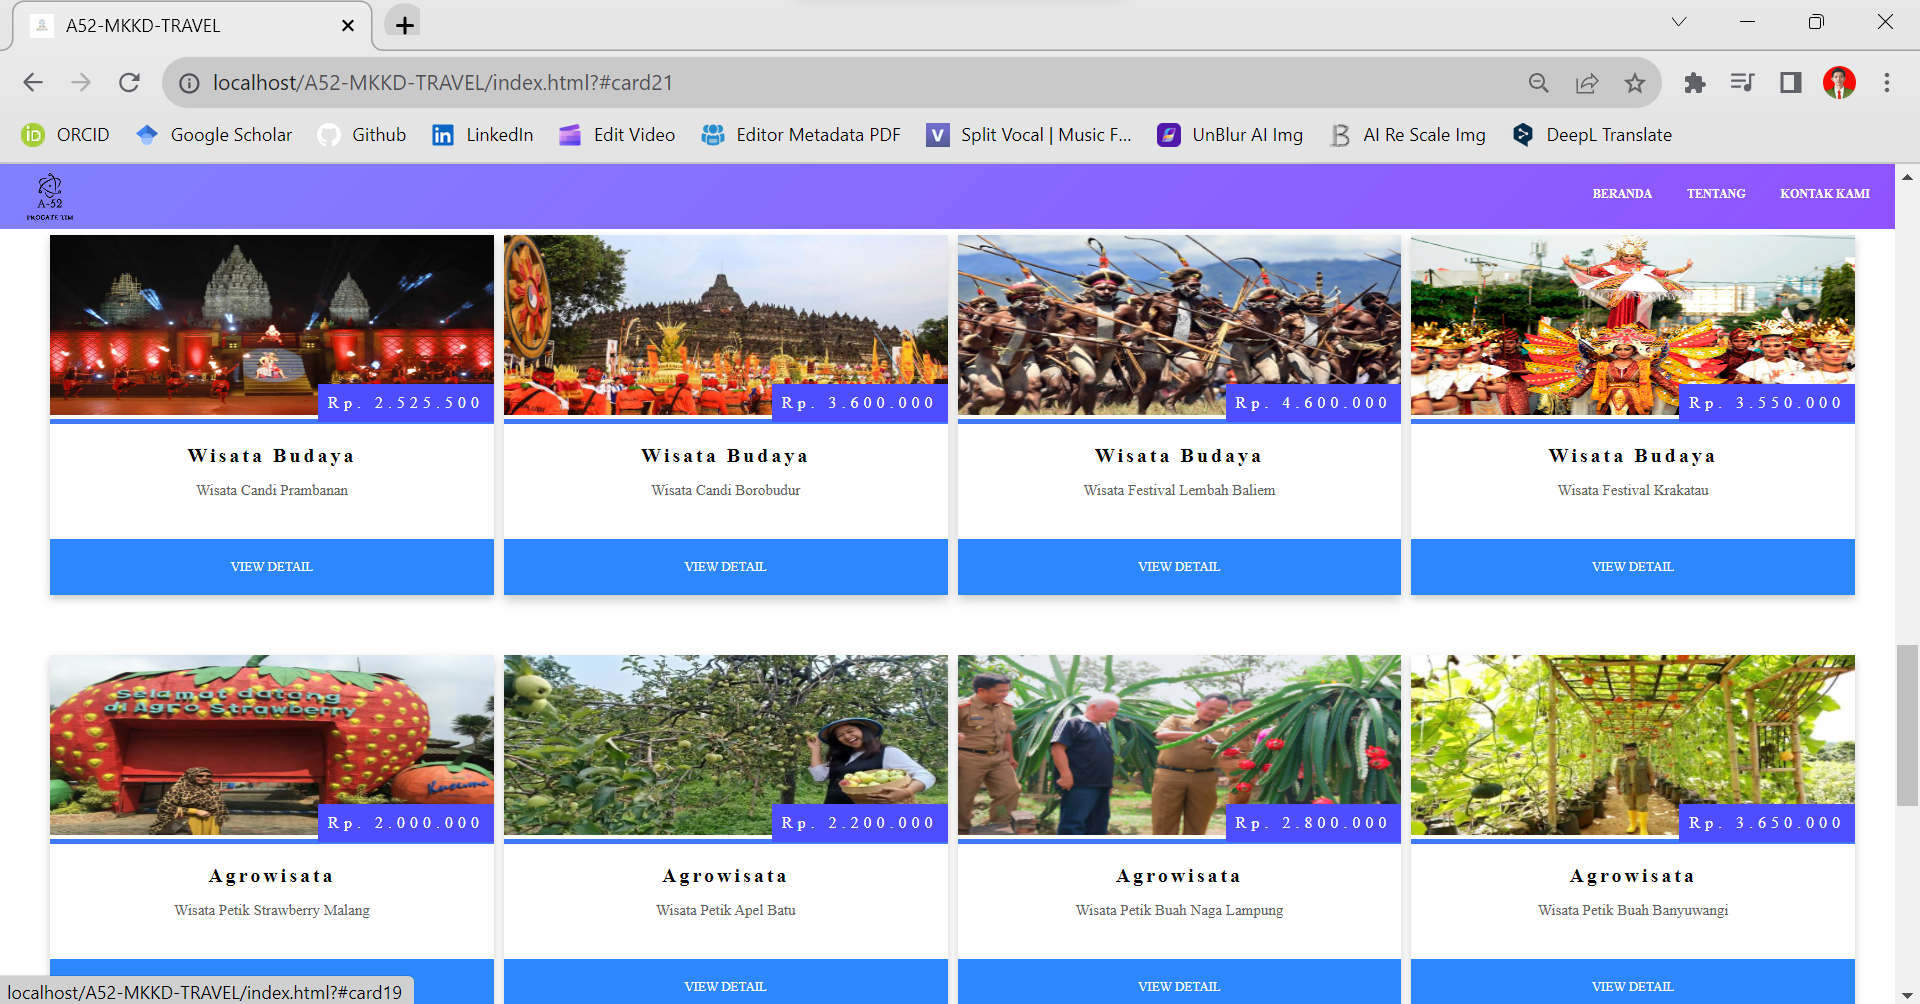 A52-MKKD-TRAVEL
localhost/A52-MKKD-TRAVEL/index.html?#card21
ORCID
Google Scholar
Github
LinkedIn
Edit Video
Editor Metadata PDF
Split Vocal | Music F...
UnBlur AI Img
AI Re Scale Img
DeepL Translate
A-52
PROGATE TIM
BERANDA
TENTANG
KONTAK KAMI
Rp. 2.525.500
Rp. 3.600.000
Rp. 4.600.000
Rp. 3.550.000
Wisata Budaya
Wisata Budaya
Wisata Budaya
Wisata Budaya
Wisata Candi Prambanan
Wisata Candi Borobudur
Wisata Festival Lembah Baliem
Wisata Festival Krakatau
VIEW DETAIL
VIEW DETAIL
VIEW DETAIL
VIEW DETAIL
Selamat datang
di Agro Strawberry
Kusuma
Rp. 2.000.000
Rp. 2.200.000
Rp. 2.800.000
Rp. 3.650.000
Agrowisata
Agrowisata
Agrowisata
Agrowisata
Wisata Petik Strawberry Malang
Wisata Petik Apel Batu
Wisata Petik Buah Naga Lampung
Wisata Petik Buah Banyuwangi
VIEW DETAIL
VIEW DETAIL
VIEW DETAIL
localhost/A52-MKKD-TRAVEL/index.html?#card19